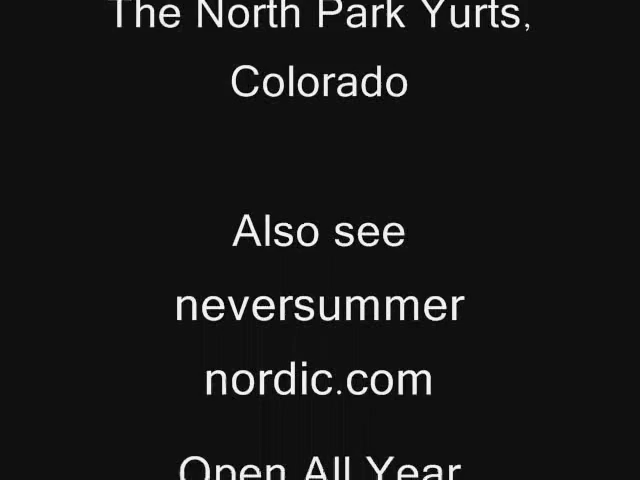 The North Park Yurts,
Colorado
Also see
neversummer
nordic.com
Open All Year